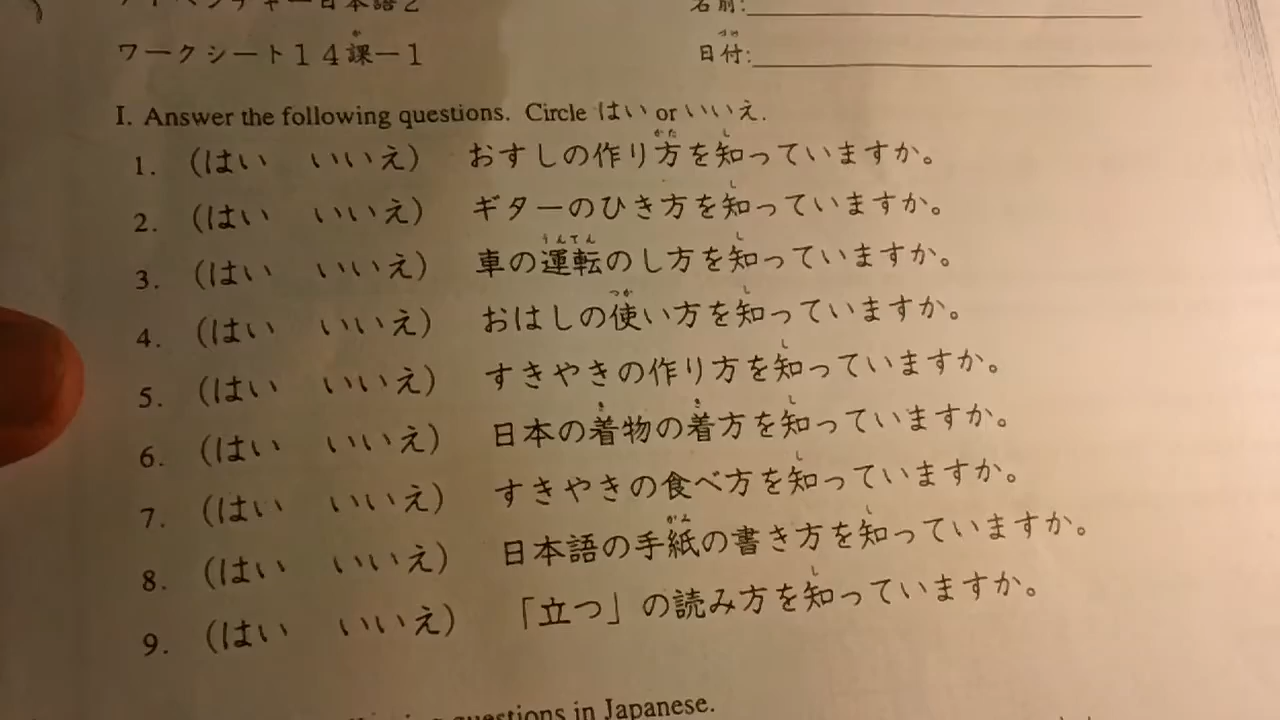 アドベンチャー日本語2 名前:
ワークシート14課ー1 日付:
I. Answer the following questions. Circle はい or いいえ.
1. (はい いいえ) おすしの作り方を知っていますか。
2. (はい いいえ) ギターのひき方を知っていますか。
3. (はい いいえ) 車の運転のし方を知っていますか。
4. (はい いいえ) おはしの使い方を知っていますか。
5. (はい いいえ) すきやきの作り方を知っていますか。
6. (はい いいえ) 日本の着物の着方を知っていますか。
7. (はい いいえ) すきやきの食べ方を知っていますか。
8. (はい いいえ) 日本語の手紙の書き方を知っていますか。
9. (はい いいえ) 「立つ」の読み方を知っていますか。
questions in Japanese.